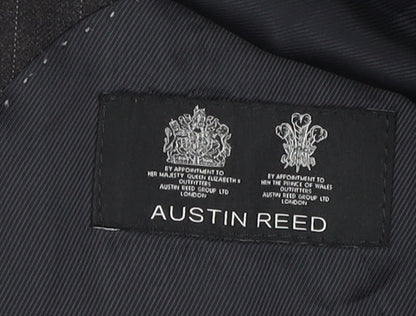 BY APPOINTMENT TO
HER MAJESTY QUEEN ELIZABETH II
OUTFITTERS
AUSTIN REED GROUP LTD
LONDON
BY APPOINTMENT TO
HRH THE PRINCE OF WALES
OUTFITTERS
AUSTIN REED GROUP LTD
LONDON
AUSTIN REED